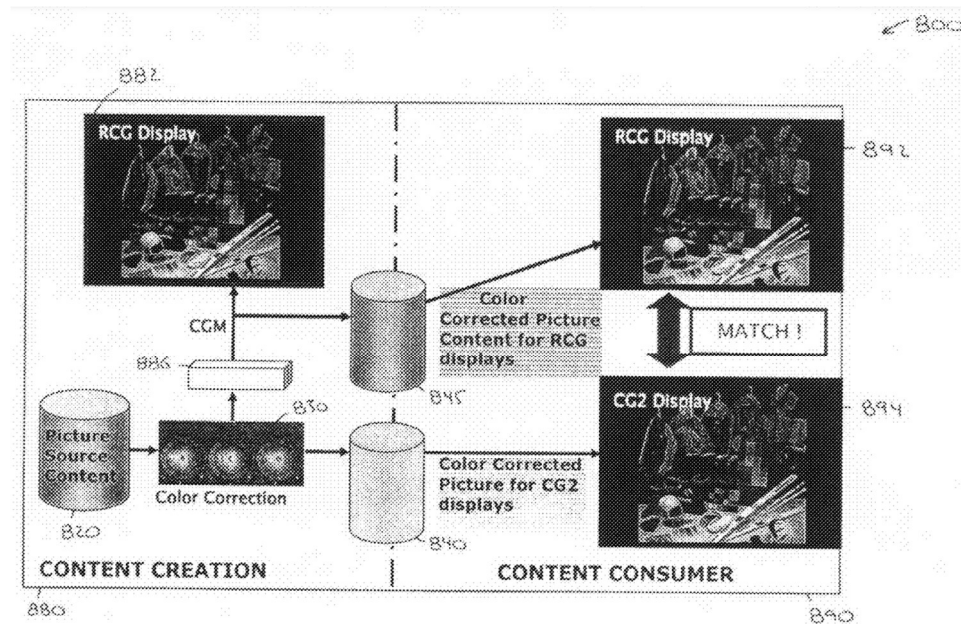 800
882
RCG Display
RCG Display
892
CGM
Color
Corrected Picture
Content for RCG
displays
MATCH !
886
845
830
CG2 Display
894
Picture
Source
Content
Color Correction
Color Corrected
Picture for CG2
displays
820
840
CONTENT CREATION
CONTENT CONSUMER
880
890